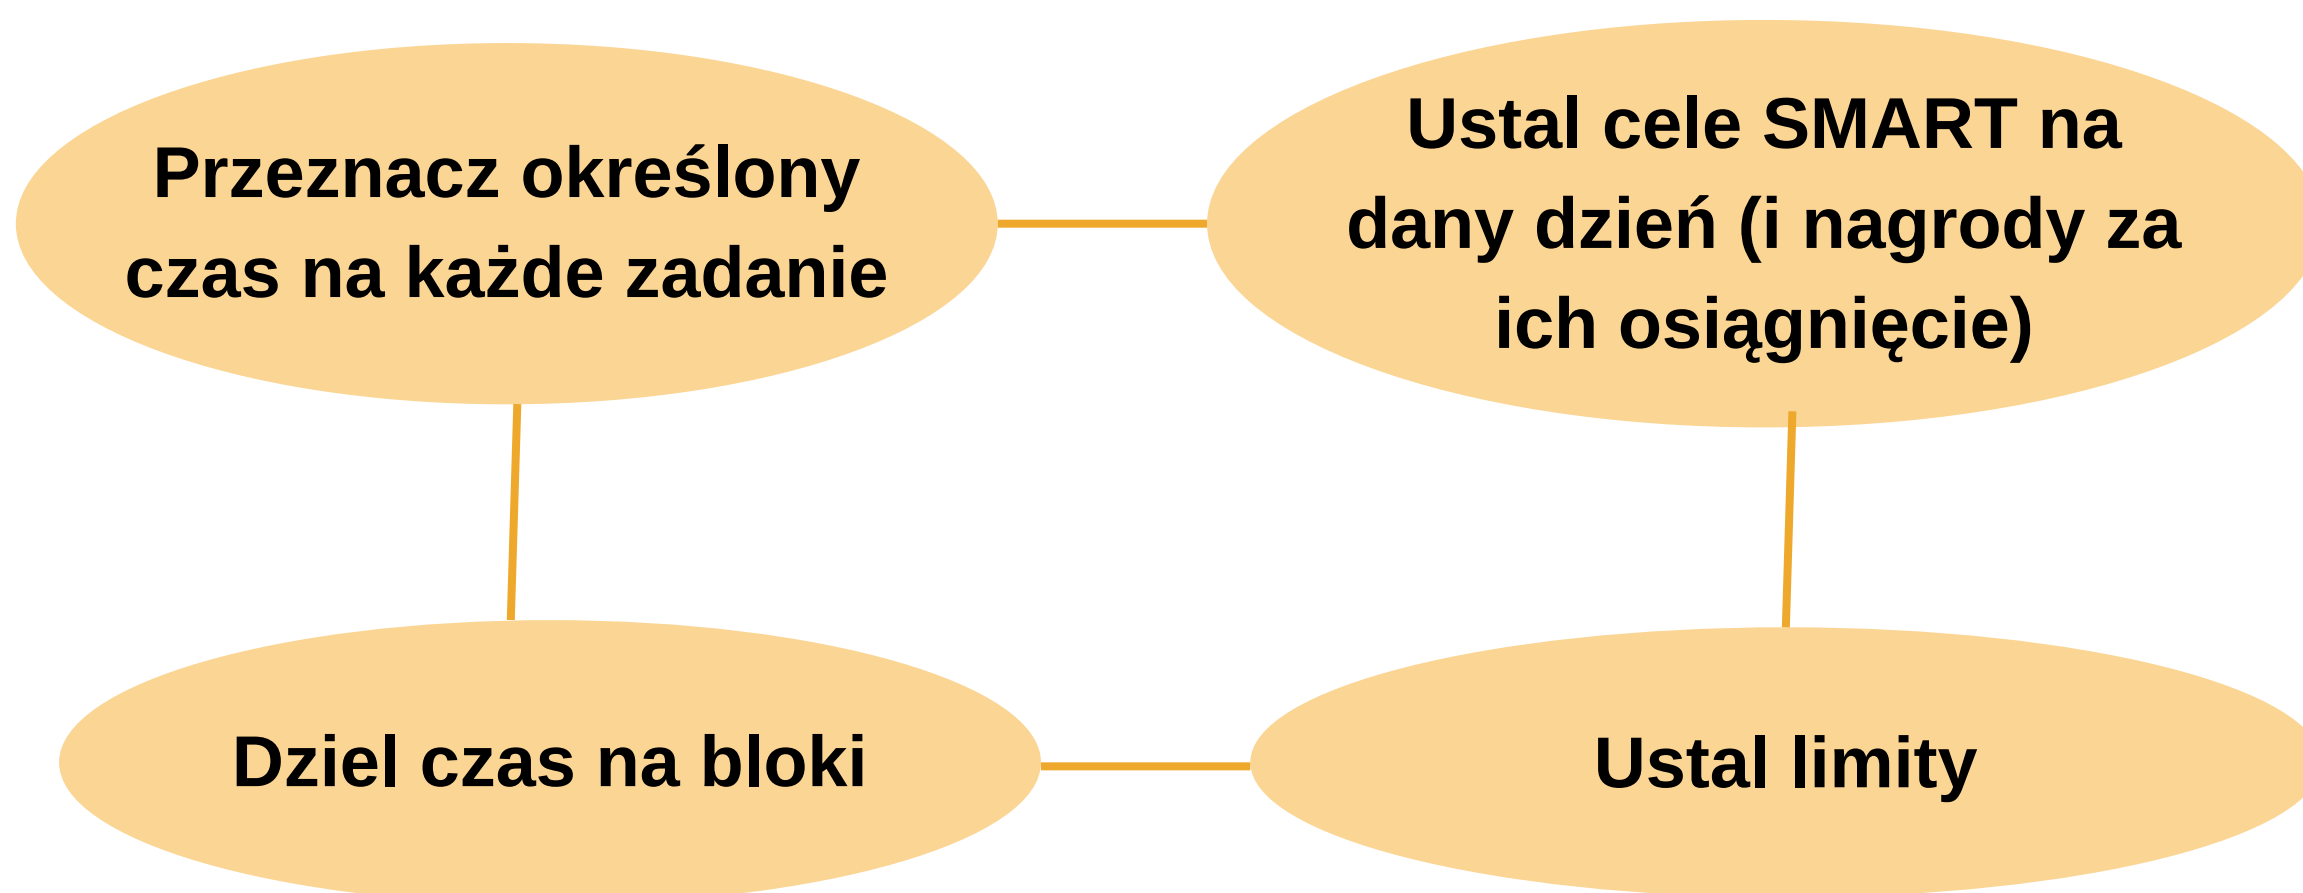 Przeznacz określony
czas na każde zadanie
Ustal cele SMART na
dany dzień (i nagrody za
ich osiągnięcie)
Dziel czas na bloki
Ustal limity